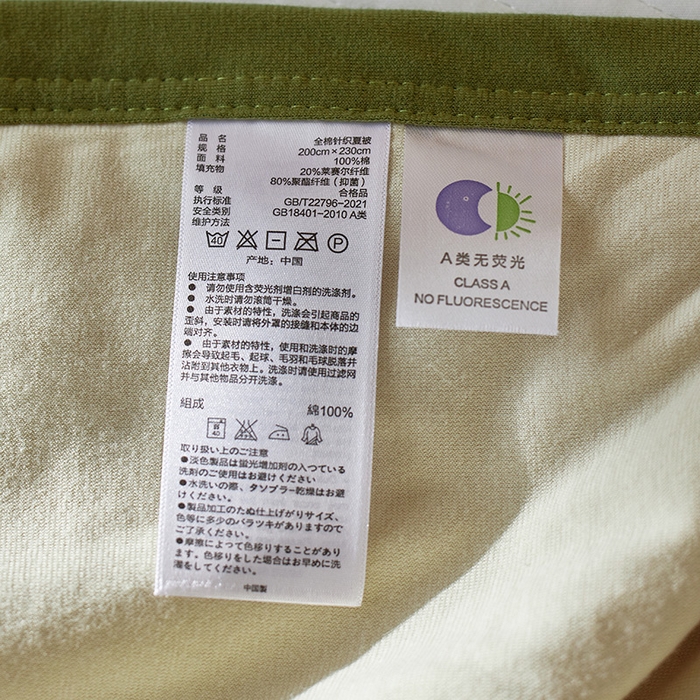 品 名 全棉针织夏被
规 格 200cm×230cm
面 料 100%棉
填充物 20%莱赛尔纤维
80%聚酯纤维（抑菌）
等 级 合格品
执行标准 GB/T22796-2021
安全类别 GB18401-2010 A类
维护方法
40 P
产地：中国
使用注意事项
● 请勿使用含荧光剂增白剂的洗涤剂。
● 水洗时请勿滚筒干燥。
● 由于素材的特性，洗涤会引起商品的
歪斜，安装时请将外罩的接缝和本体的边
端对齐。
● 由于素材的特性，使用和洗涤时的摩
擦会导致起毛、起球、毛羽和毛球脱落并
沾附到其他衣物上。洗涤时请使用过滤网
并与其他物品分开洗涤。
組成 綿100%
40
取り扱い上のご注意
●淡色製品は蛍光増加剤の入つている
洗剤のご使用はお避けください
●水洗いの際、タソブラー乾燥はお避
けください。
●製品加工のたぬ仕上げがりサイズ、
色等に多少のバラツキがありますので
ご了承ください。
●摩擦によつて色移りすることがあり
ます。色移りをした場合はお早めに洗
濯をしてください。
中国製
A类无荧光
CLASS A
NO FLUORESCENCE